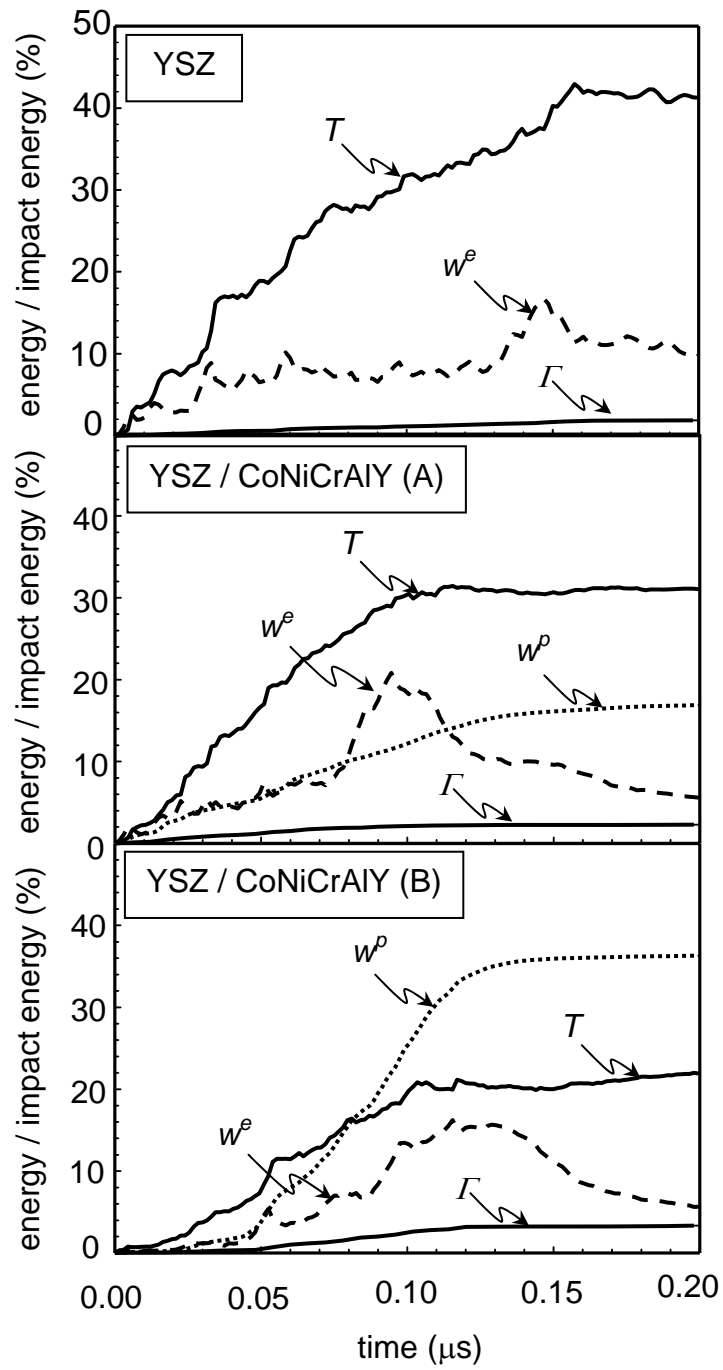 50
YSZ
40
T
30
20
w^e
10
Γ
0
energy / impact energy (%)
YSZ / CoNiCrAlY (A)
40
T
30
w^e
w^p
20
10
Γ
0
energy / impact energy (%)
YSZ / CoNiCrAlY (B)
40
w^p
30
T
20
w^e
10
Γ
0
energy / impact energy (%)
0.00 0.05 0.10 0.15 0.20
time (μs)